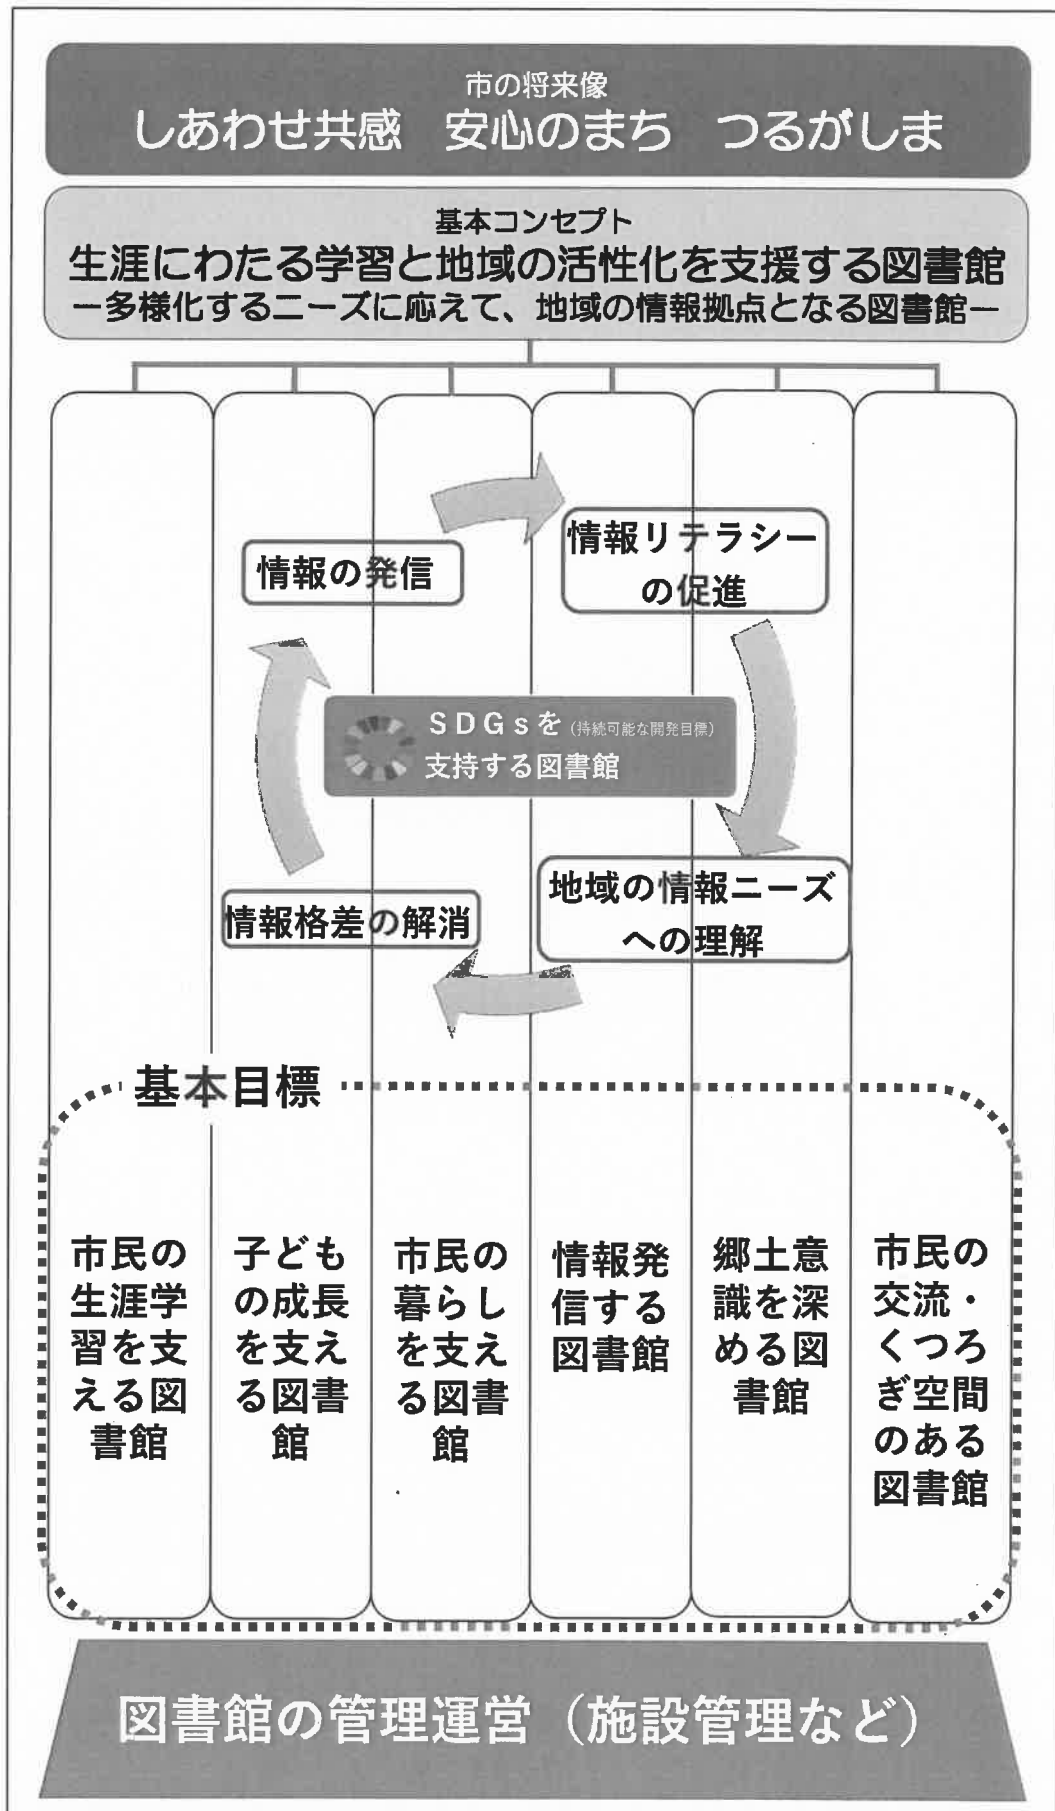 市の将来像
しあわせ共感 安心のまち つるがしま
基本コンセプト
生涯にわたる学習と地域の活性化を支援する図書館
―多様化するニーズに応えて、地域の情報拠点となる図書館―
情報の発信
情報リテラシー
の促進
SDGsを(持続可能な開発目標)
支持する図書館
地域の情報ニーズ
への理解
情報格差の解消
基本目標
市民の
生涯学
習を支
える図
書館
子ども
の成長
を支え
る図書
館
市民の
暮らし
を支え
る図書
館
情報発
信する
図書館
郷土意
識を深
める図
書館
市民の
交流・
くつろ
ぎ空間
のある
図書館
図書館の管理運営（施設管理など）